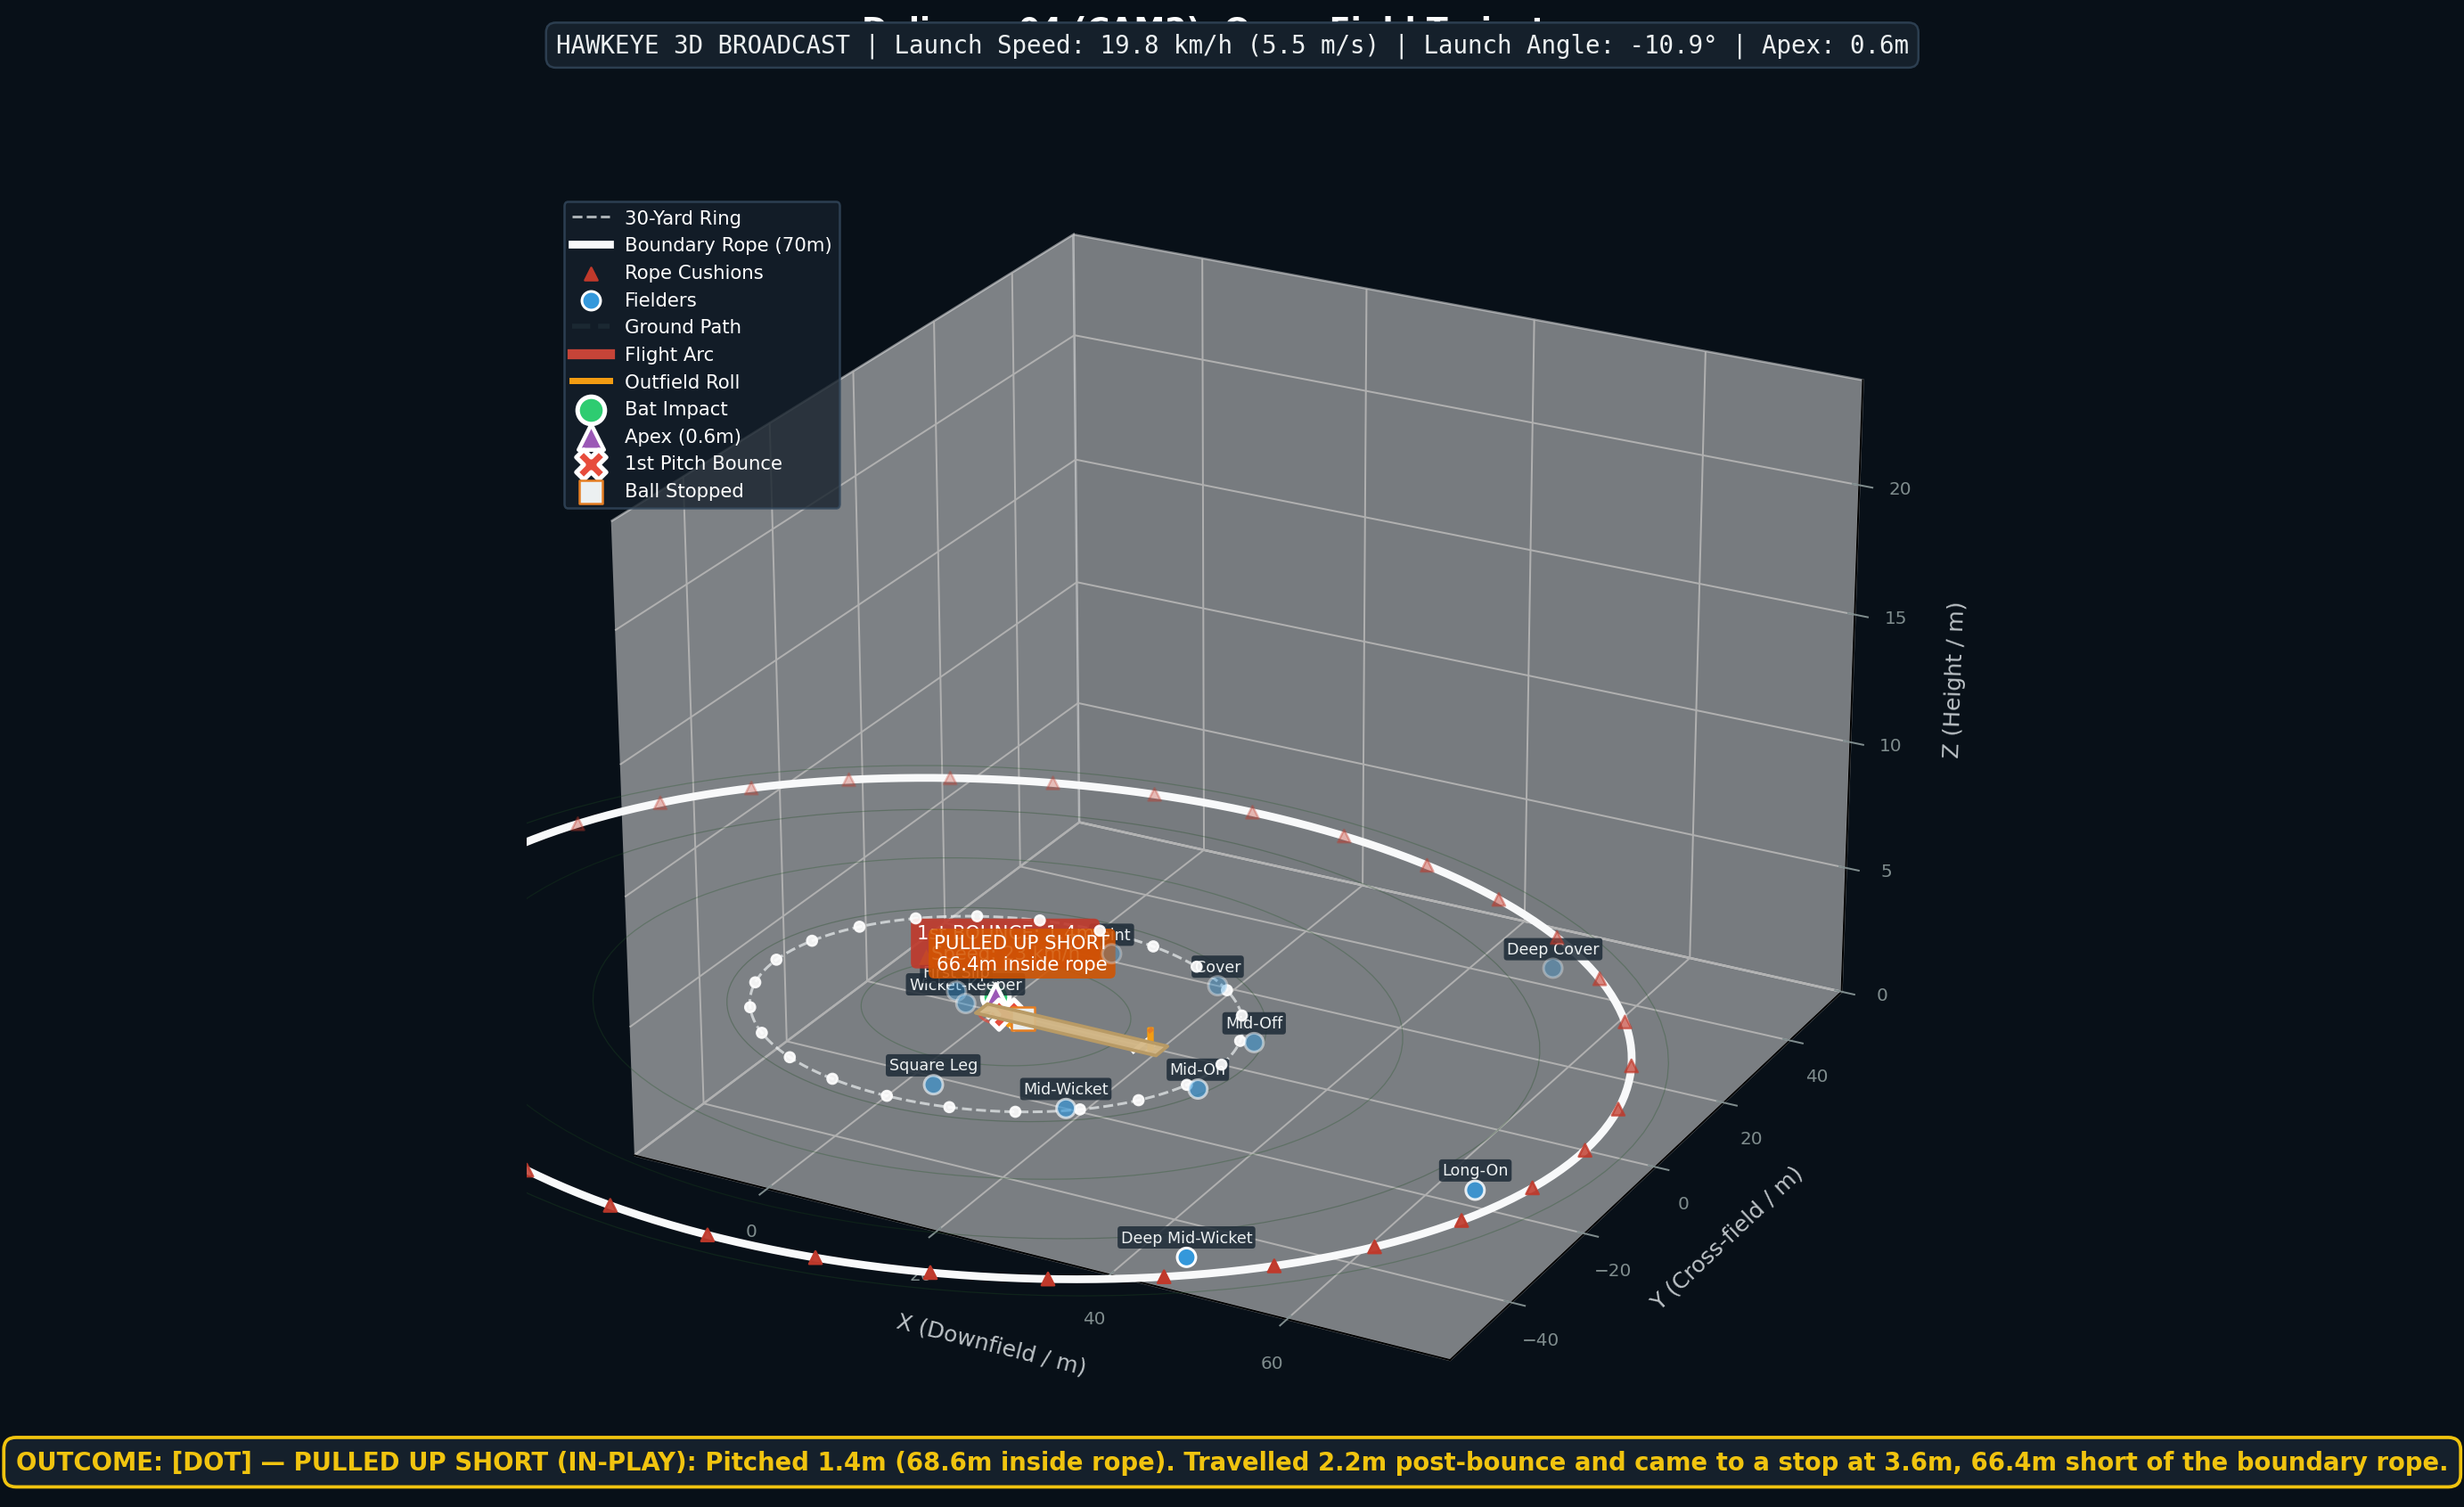 HAWKEYE 3D BROADCAST | Launch Speed: 19.8 km/h (5.5 m/s) | Launch Angle: -10.9° | Apex: 0.6m
30-Yard Ring
Boundary Rope (70m)
Rope Cushions
Fielders
Ground Path
Flight Arc
Outfield Roll
Bat Impact
Apex (0.6m)
1st Pitch Bounce
Ball Stopped
20
15
10
5
0
Z (Height / m)
PULLED UP SHORT
66.4m inside rope
Wicket-Keeper
Cover
Deep Cover
Mid-Off
Mid-On
Square Leg
Mid-Wicket
Long-On
Deep Mid-Wicket
40
20
0
−20
−40
Y (Cross-field / m)
0
40
60
X (Downfield / m)
OUTCOME: [DOT] — PULLED UP SHORT (IN-PLAY): Pitched 1.4m (68.6m inside rope). Travelled 2.2m post-bounce and came to a stop at 3.6m, 66.4m short of the boundary rope.